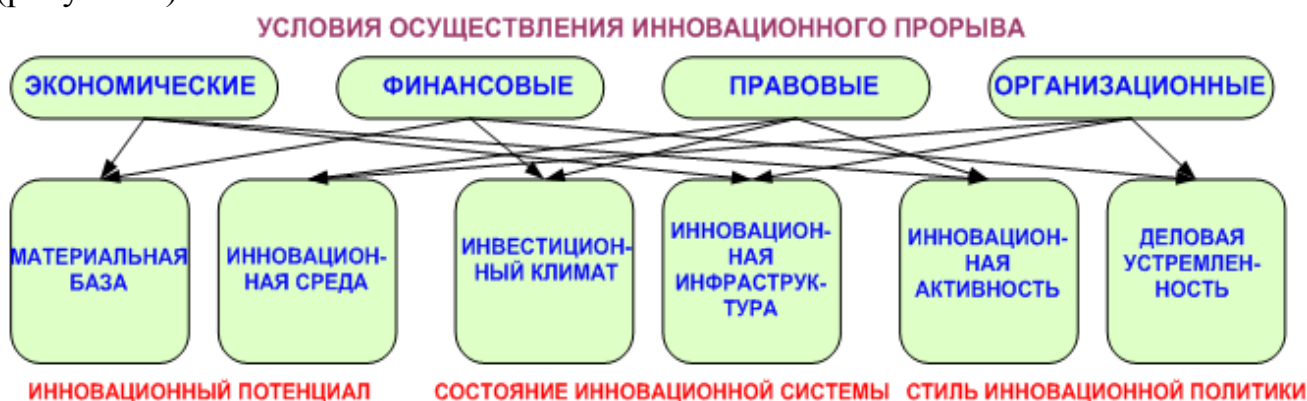 УСЛОВИЯ ОСУЩЕСТВЛЕНИЯ ИННОВАЦИОННОГО ПРОРЫВА
ЭКОНОМИЧЕСКИЕ
ФИНАНСОВЫЕ
ПРАВОВЫЕ
ОРГАНИЗАЦИОННЫЕ
МАТЕРИАЛЬНАЯ
БАЗА
ИННОВАЦИОН-
НАЯ СРЕДА
ИНВЕСТИЦИОН-
НЫЙ КЛИМАТ
ИННОВАЦИОН-
НАЯ
ИНФРАСТРУК-
ТУРА
ИННОВАЦИОН-
НАЯ
АКТИВНОСТЬ
ДЕЛОВАЯ
УСТРЕМЛЕН-
НОСТЬ
ИННОВАЦИОННЫЙ ПОТЕНЦИАЛ
СОСТОЯНИЕ ИННОВАЦИОННОЙ СИСТЕМЫ
СТИЛЬ ИННОВАЦИОННОЙ ПОЛИТИКИ